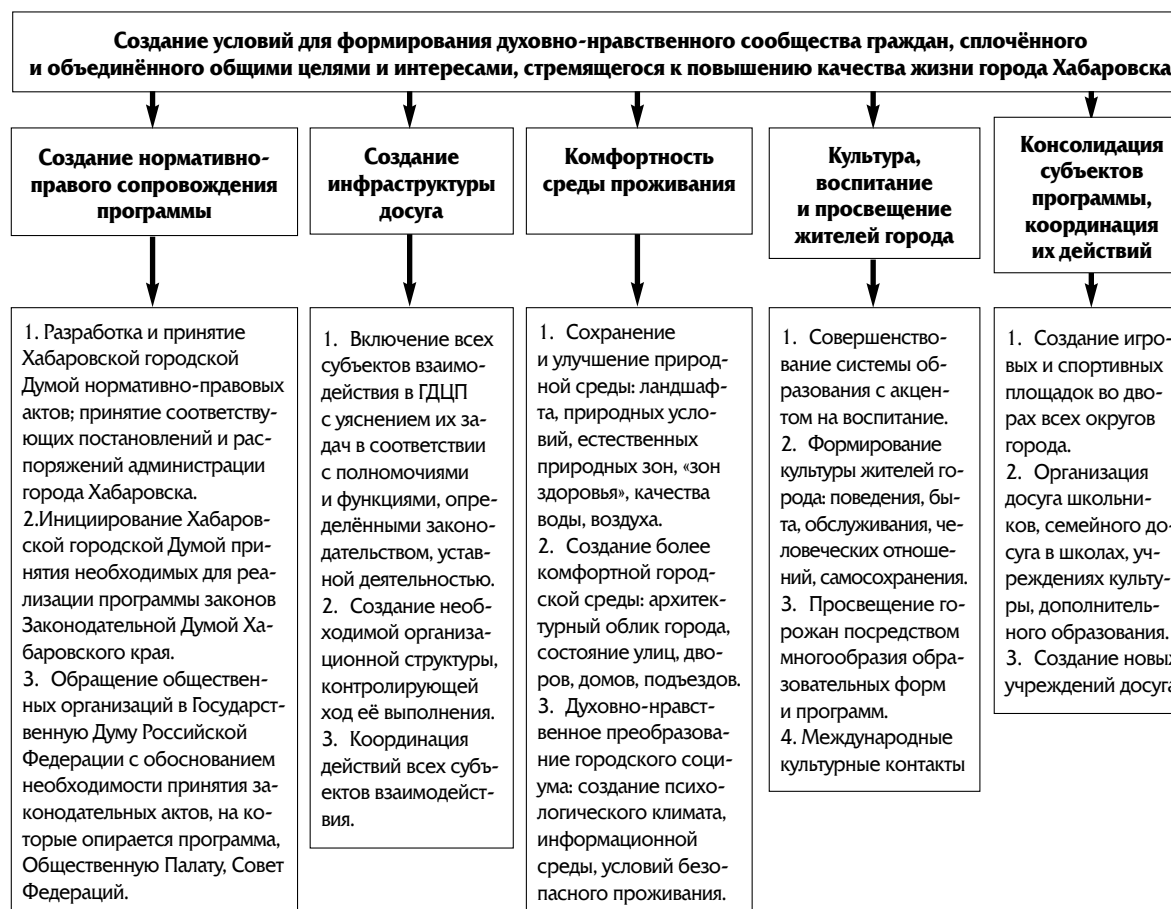 Создание условий для формирования духовно-нравственного сообщества граждан, сплочённого
и объединённого общими целями и интересами, стремящегося к повышению качества жизни города Хабаровска
Создание нормативно-
правого сопровождения
программы
Создание
инфраструктуры
досуга
Комфортность
среды проживания
Культура,
воспитание
и просвещение
жителей города
Консолидация
субъектов
программы,
координация
их действий
1. Разработка и принятие
Хабаровской городской
Думой нормативно-правовых
актов; принятие соответству-
ющих постановлений и рас-
поряжений администрации
города Хабаровска.
2.Инициирование Хабаров-
ской городской Думой при-
нятия необходимых для реа-
лизации программы законов
Законодательной Думой Ха-
баровского края.
3. Обращение обществен-
ных организаций в Государст-
венную Думу Российской
Федерации с обоснованием
необходимости принятия за-
конодательных актов, на ко-
торые опирается программа,
Общественную Палату, Совет
Федераций.
1. Включение всех
субъектов взаимо-
действия в ГДЦП
с уяснением их за-
дач в соответствии
с полномочиями
и функциями, опре-
делёнными законо-
дательством, устав-
ной деятельностью.
2. Создание необ-
ходимой организа-
ционной структуры,
контролирующей
ход её выполнения.
3. Координация
действий всех субъ-
ектов взаимодейст-
вия.
1. Сохранение
и улучшение природ-
ной среды: ландшаф-
та, природных усло-
вий, естественных
природных зон, «зон
здоровья», качества
воды, воздуха.
2. Создание более
комфортной город-
ской среды: архитек-
турный облик города,
состояние улиц, дво-
ров, домов, подъездов.
3. Духовно-нравст-
венное преобразова-
ние городского соци-
ума: создание психо-
логического климата,
информационной
среды, условий безо-
пасного проживания.
1. Совершенство-
вание системы об-
разования с акцен-
том на воспитание.
2. Формирование
культуры жителей го-
рода: поведения, бы-
та, обслуживания, че-
ловеческих отноше-
ний, самосохранения.
3. Просвещение го-
рожан посредством
многообразия обра-
зовательных форм
и программ.
4. Международные
культурные контакты
1. Создание игро-
вых и спортивных
площадок во дво-
рах всех округов
города.
2. Организация
досуга школьни-
ков, семейного до-
суга в школах, уч-
реждениях культу-
ры, дополнитель-
ного образования.
3. Создание новых
учреждений досуга